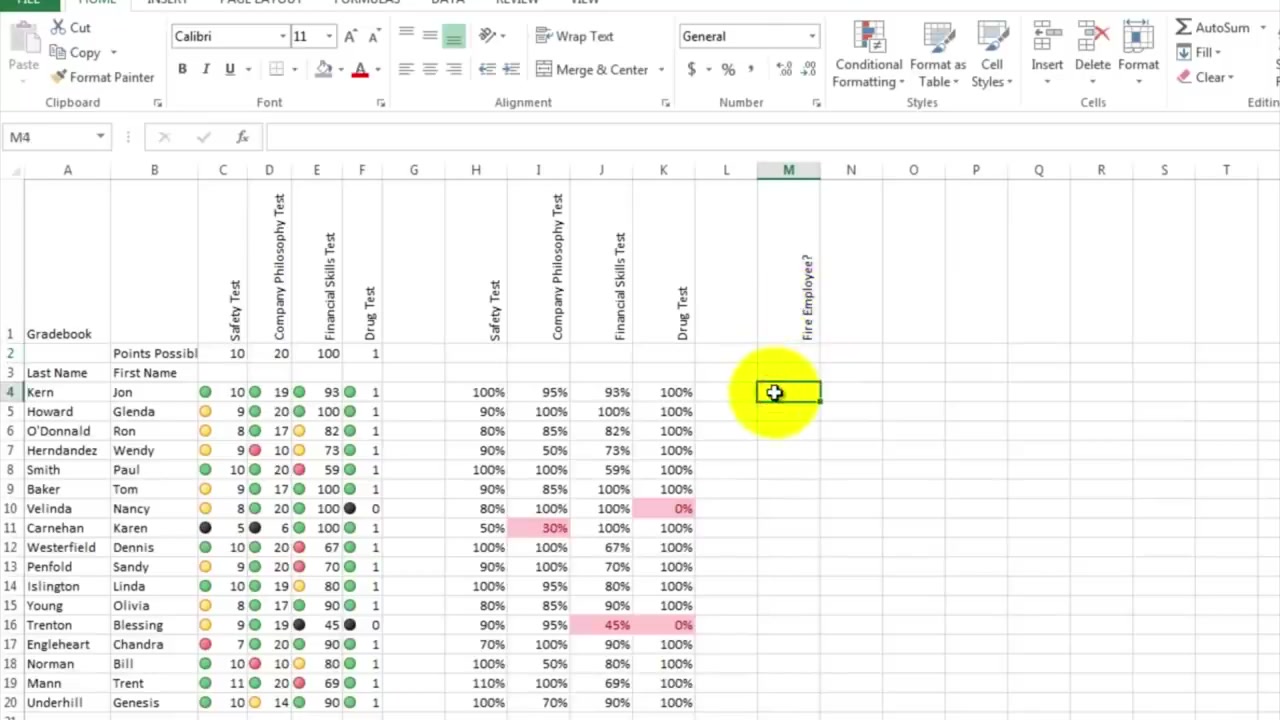 FILE HOME INSERT PAGE LAYOUT FORMULAS DATA REVIEW VIEW
Cut
Copy
Format Painter
Paste
Clipboard
Calibri 11
B I U
Font
Wrap Text
Merge & Center
Alignment
General
$ % ,
Number
Conditional Formatting
Format as Table
Cell Styles
Styles
Insert Delete Format
Cells
AutoSum
Fill
Clear
M4
fx
A B C D E F G H I J K L M N O P Q R S T
1 Gradebook Safety Test Company Philosophy Test Financial Skills Test Drug Test Safety Test Company Philosophy Test Financial Skills Test Drug Test Fire Employee?
2 Points Possibl 10 20 100 1
3 Last Name First Name
4 Kern Jon 10 19 93 1 100% 95% 93% 100%
5 Howard Glenda 9 20 100 1 90% 100% 100% 100%
6 O'Donnald Ron 8 17 82 1 80% 85% 82% 100%
7 Herndandez Wendy 9 10 73 1 90% 50% 73% 100%
8 Smith Paul 10 20 59 1 100% 100% 59% 100%
9 Baker Tom 9 17 100 1 90% 85% 100% 100%
10 Velinda Nancy 8 20 100 0 80% 100% 100% 0%
11 Carnehan Karen 5 6 100 1 50% 30% 100% 100%
12 Westerfield Dennis 10 20 67 1 100% 100% 67% 100%
13 Penfold Sandy 9 20 70 1 90% 100% 70% 100%
14 Islington Linda 10 19 80 1 100% 95% 80% 100%
15 Young Olivia 8 17 90 1 80% 85% 90% 100%
16 Trenton Blessing 9 19 45 0 90% 95% 45% 0%
17 Engleheart Chandra 7 20 90 1 70% 100% 90% 100%
18 Norman Bill 10 10 80 1 100% 50% 80% 100%
19 Mann Trent 11 20 69 1 110% 100% 69% 100%
20 Underhill Genesis 10 14 90 1 100% 70% 90% 100%